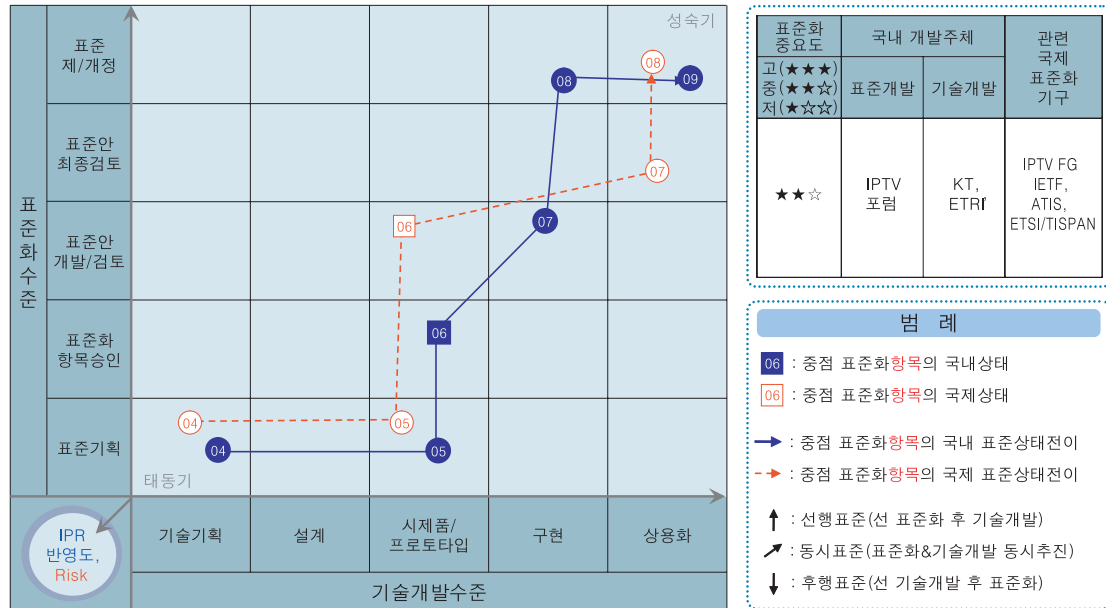 표준
제/개정
표준안
최종검토
표준안
개발/검토
표준화
항목승인
표준기획
표준화수준
성숙기
08
08
09
07
07
06
06
04
05
04
05
태동기
IPR
반영도,
Risk
기술기획
설계
시제품/
프로토타입
구현
상용화
기술개발수준
표준화
중요도
고(★★★)
중(★★☆)
저(★☆☆)
국내 개발주체
표준개발
기술개발
관련
국제
표준화
기구
★★☆
IPTV
포럼
KT,
ETRI
IPTV FG
IETF,
ATIS,
ETSI/TISPAN
범 례
06 : 중점 표준화항목의 국내상태
06 : 중점 표준화항목의 국제상태
: 중점 표준화항목의 국내 표준상태전이
: 중점 표준화항목의 국제 표준상태전이
: 선행표준(선 표준화 후 기술개발)
: 동시표준(표준화&기술개발 동시추진)
: 후행표준(선 기술개발 후 표준화)